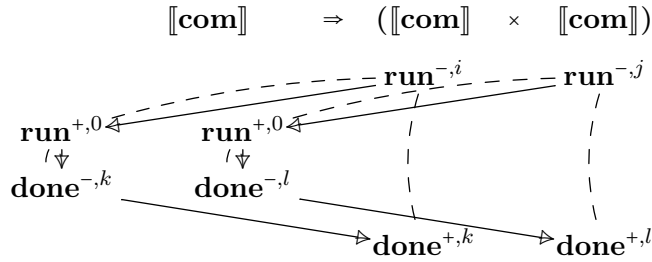 ⟦com⟧ ⇒ (⟦com⟧ × ⟦com⟧)
run⁻,ⁱ run⁻,ʲ
run⁺,⁰ run⁺,⁰
done⁻,ᵏ done⁻,ˡ
done⁺,ᵏ done⁺,ˡ